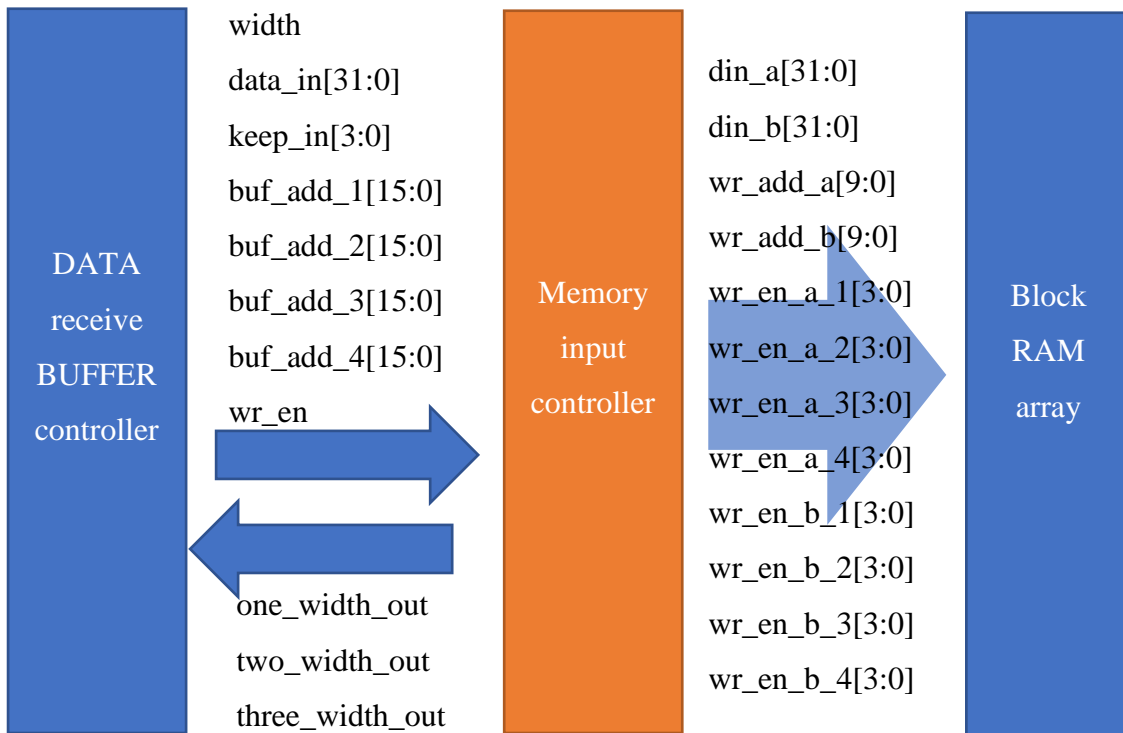 DATA
receive
BUFFER
controller
width
data_in[31:0]
keep_in[3:0]
buf_add_1[15:0]
buf_add_2[15:0]
buf_add_3[15:0]
buf_add_4[15:0]
wr_en
one_width_out
two_width_out
three_width_out
Memory
input
controller
din_a[31:0]
din_b[31:0]
wr_add_a[9:0]
wr_add_b[9:0]
wr_en_a_1[3:0]
wr_en_a_2[3:0]
wr_en_a_3[3:0]
wr_en_a_4[3:0]
wr_en_b_1[3:0]
wr_en_b_2[3:0]
wr_en_b_3[3:0]
wr_en_b_4[3:0]
Block
RAM
array